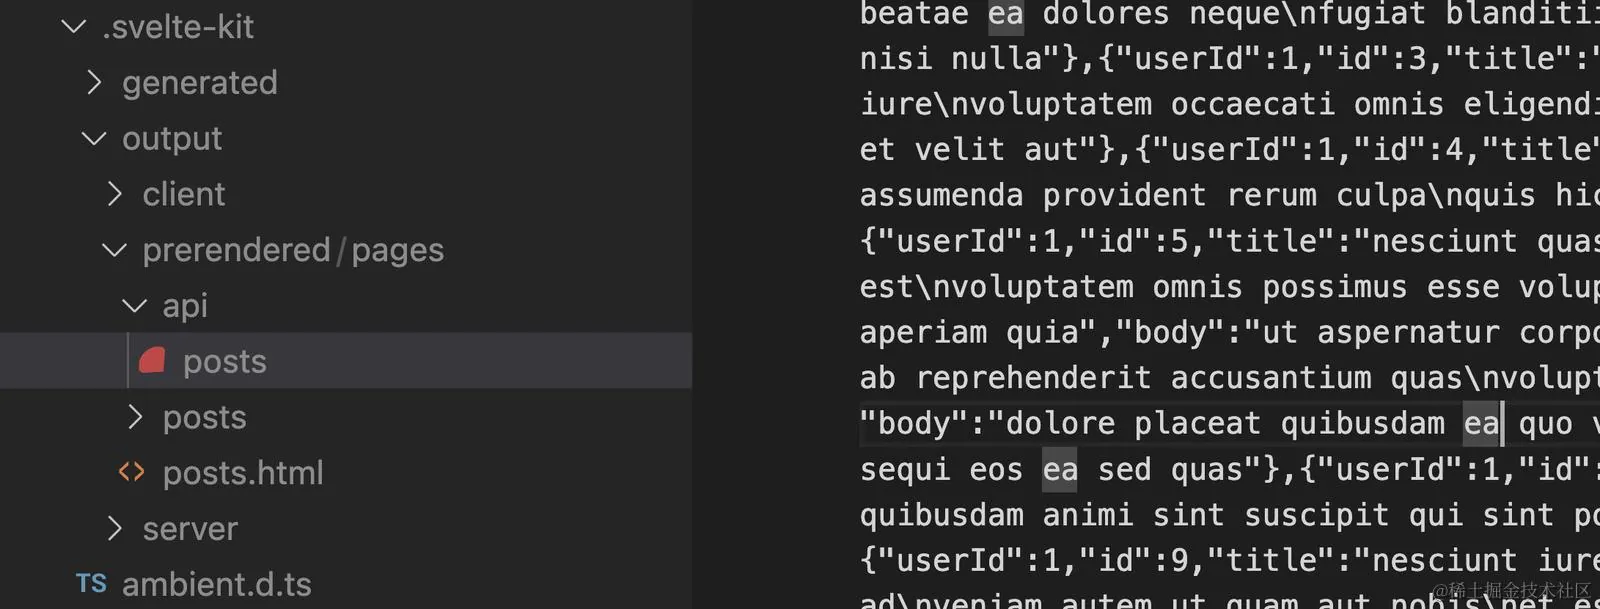 .svelte-kit
generated
output
client
prerendered/pages
api
posts
posts
posts.html
server
TS ambient.d.ts
beatae ea dolores neque\nfugiat blanditii
nisi nulla"},{"userId":1,"id":3,"title":"
iure\nvoluptatem occaecati omnis eligendi
et velit aut"},{"userId":1,"id":4,"title"
assumenda provident rerum culpa\nquis hic
{"userId":1,"id":5,"title":"nesciunt quas
est\nvoluptatem omnis possimus esse volup
aperiam quia","body":"ut aspernatur corpo
ab reprehenderit accusantium quas\nvolupt
"body":"dolore placeat quibusdam ea quo v
sequi eos ea sed quas"},{"userId":1,"id":
quibusdam animi sint suscipit qui sint po
{"userId":1,"id":9,"title":"nesciunt iure
ad\nveniam autem ut quam aut nobis\net es
@稀土掘金技术社区